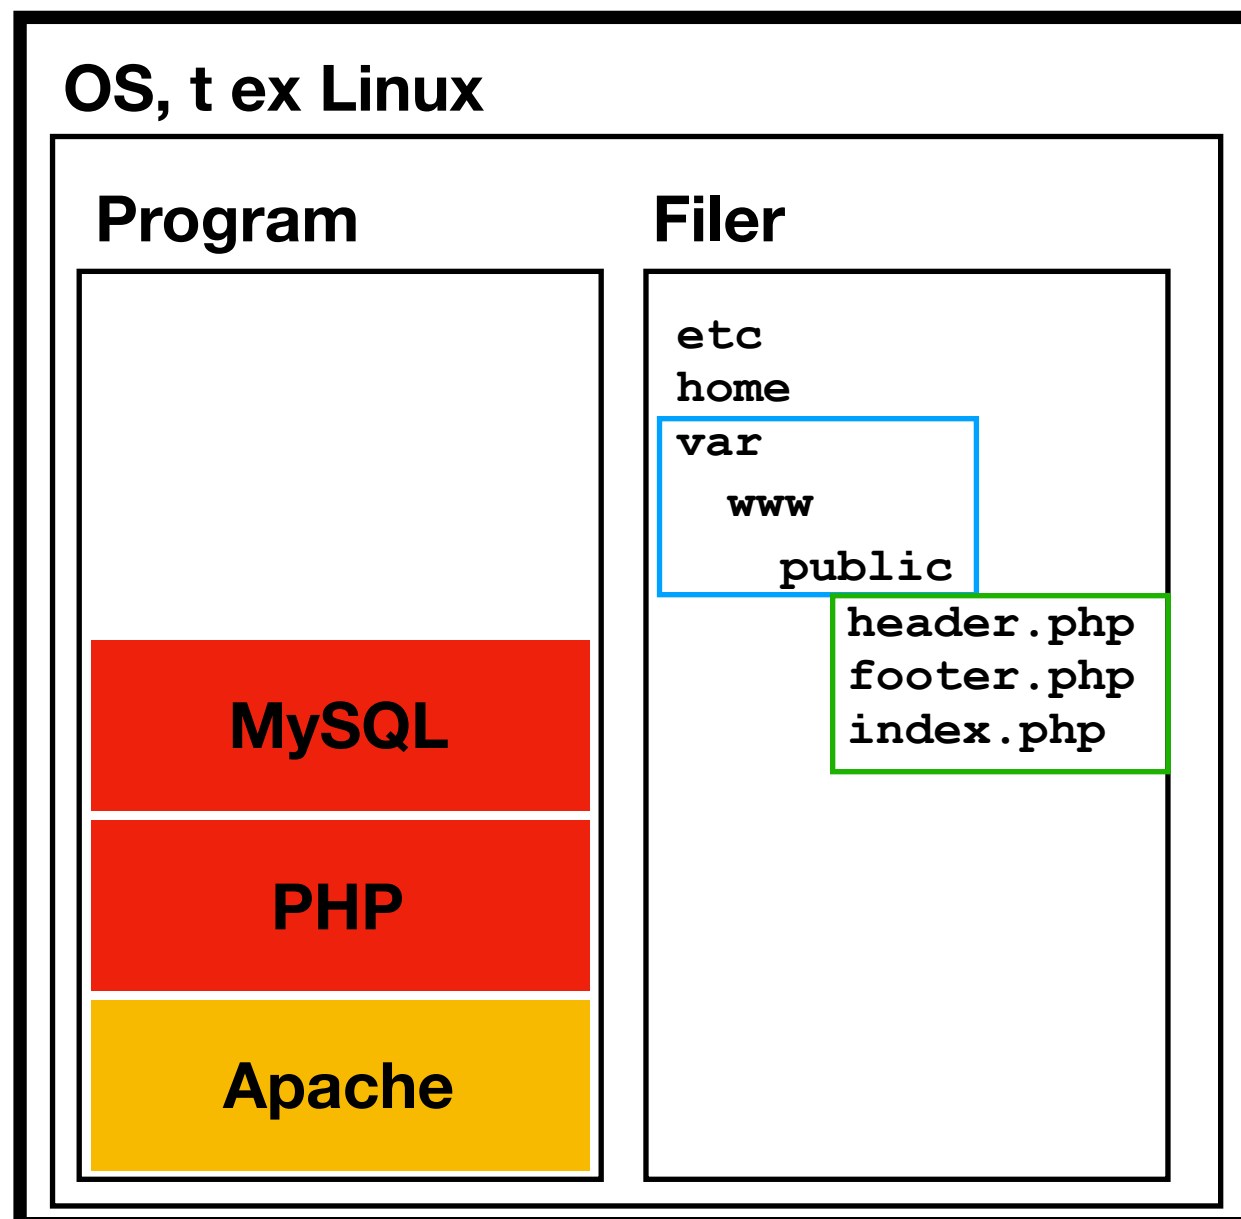 OS, t ex Linux
Program
MySQL
PHP
Apache
Filer
etc
home
var
www
public
header.php
footer.php
index.php